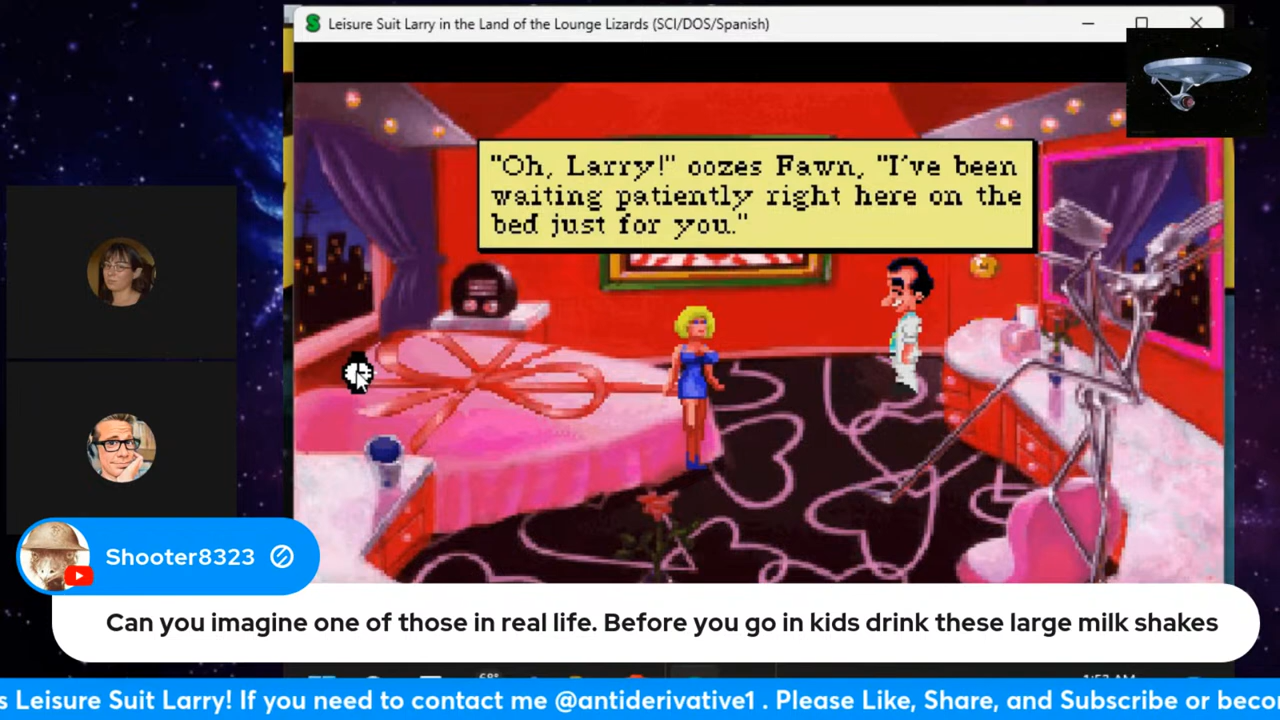 Leisure Suit Larry in the Land of the Lounge Lizards (SCI/DOS/Spanish)
"Oh, Larry!" oozes Fawn, "I've been
waiting patiently right here on the
bed just for you."
Shooter8323
Can you imagine one of those in real life. Before you go in kids drink these large milk shakes
s Leisure Suit Larry! If you need to contact me @antiderivative1 . Please Like, Share, and Subscribe or beco